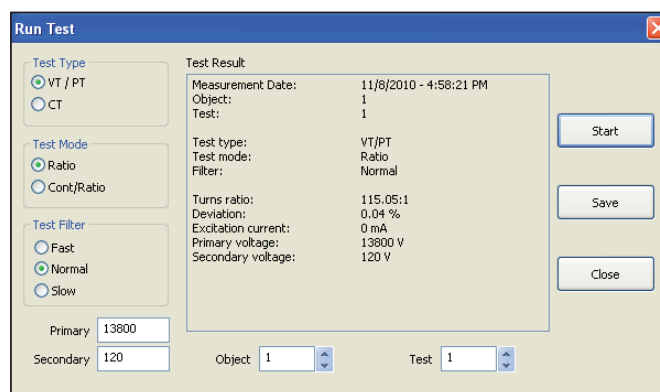 Run Test
Test Type
VT / PT
CT
Test Mode
Ratio
Cont/Ratio
Test Filter
Fast
Normal
Slow
Primary 13800
Secondary 120
Test Result
Measurement Date: 11/8/2010 - 4:58:21 PM
Object: 1
Test: 1
Test type: VT/PT
Test mode: Ratio
Filter: Normal
Turns ratio: 115.05:1
Deviation: 0.04 %
Excitation current: 0 mA
Primary voltage: 13800 V
Secondary voltage: 120 V
Object 1
Test 1
Start
Save
Close